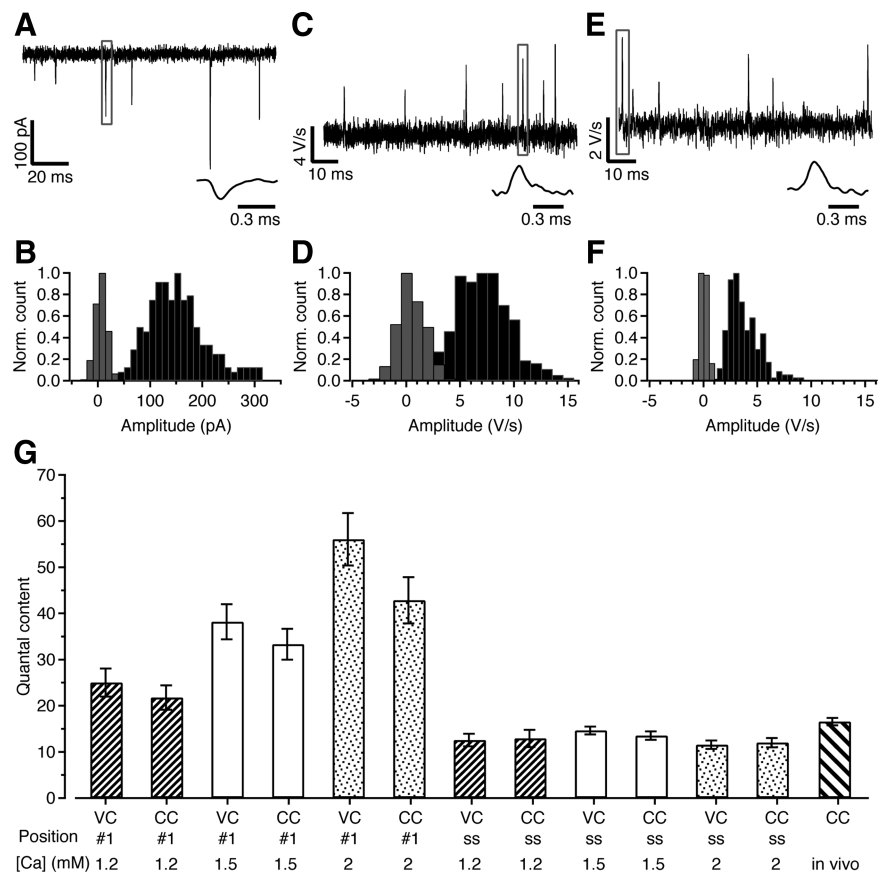 A
C
E
100 pA
20 ms
0.3 ms
4 V/s
10 ms
0.3 ms
2 V/s
10 ms
0.3 ms
B
D
F
Norm. count
1.0
0.8
0.6
0.4
0.2
0.0
0 100 200 300
Amplitude (pA)
Norm. count
1.0
0.8
0.6
0.4
0.2
0.0
-5 0 5 10 15
Amplitude (V/s)
Norm. count
1.0
0.8
0.6
0.4
0.2
0.0
-5 0 5 10 15
Amplitude (V/s)
G
Quantal content
70
60
50
40
30
20
10
0
VC CC VC CC VC CC VC CC VC CC VC CC CC
Position #1 #1 #1 #1 #1 #1 ss ss ss ss ss ss
[Ca] (mM) 1.2 1.2 1.5 1.5 2 2 1.2 1.2 1.5 1.5 2 2 in vivo